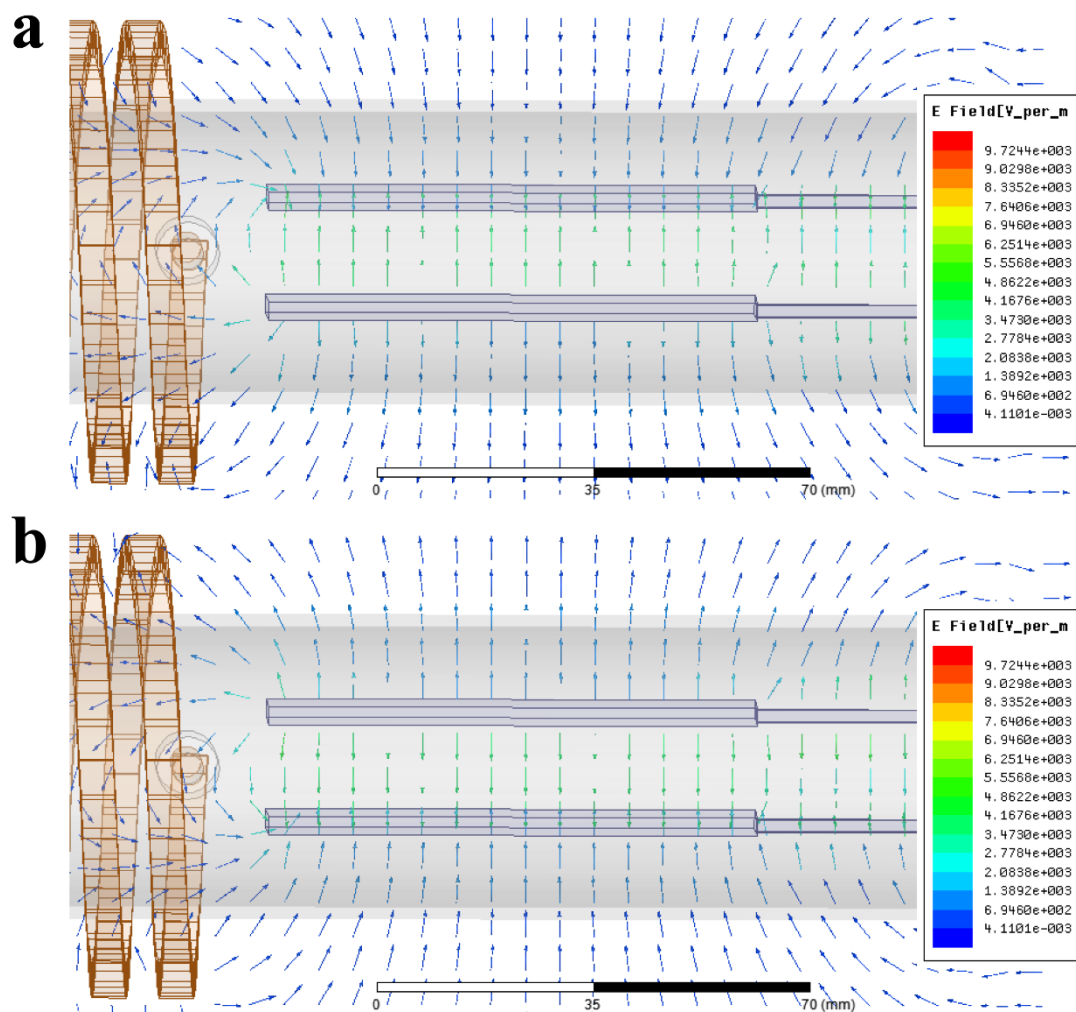 a
E Field[V_per_m
9.7244e+003
9.0298e+003
8.3352e+003
7.6406e+003
6.9460e+003
6.2514e+003
5.5568e+003
4.8622e+003
4.1676e+003
3.4730e+003
2.7784e+003
2.0838e+003
1.3892e+003
6.9460e+002
4.1101e-003
0
35
70 (mm)
b
E Field[V_per_m
9.7244e+003
9.0298e+003
8.3352e+003
7.6406e+003
6.9460e+003
6.2514e+003
5.5568e+003
4.8622e+003
4.1676e+003
3.4730e+003
2.7784e+003
2.0838e+003
1.3892e+003
6.9460e+002
4.1101e-003
0
35
70 (mm)